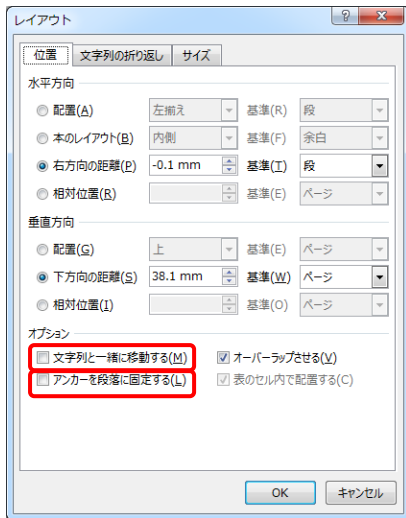 レイアウト
位置 文字列の折り返し サイズ
水平方向
配置(A) 左揃え 基準(R) 段
本のレイアウト(B) 内側 基準(F) 余白
右方向の距離(P) -0.1 mm 基準(T) 段
相対位置(R) 基準(E) ページ
垂直方向
配置(G) 上 基準(E) ページ
下方向の距離(S) 38.1 mm 基準(W) ページ
相対位置(I) 基準(O) ページ
オプション
文字列と一緒に移動する(M) オーバーラップさせる(V)
アンカーを段落に固定する(L) 表のセル内で配置する(C)
OK キャンセル